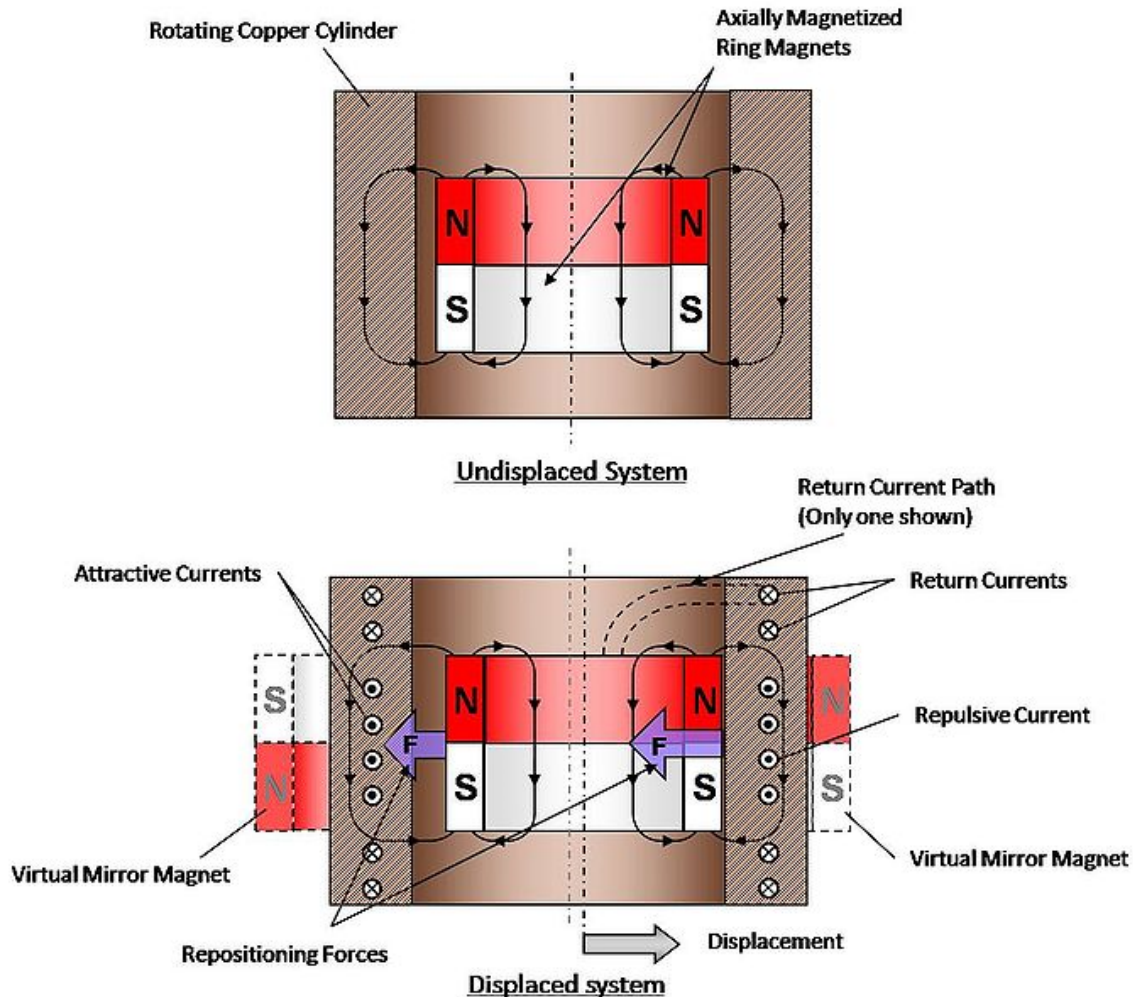 Rotating Copper Cylinder
Axially Magnetized
Ring Magnets
N
N
S
S
Undisplaced System
Return Current Path
(Only one shown)
Attractive Currents
Return Currents
S
N
N
N
F
F
Repulsive Current
N
S
S
S
Virtual Mirror Magnet
Virtual Mirror Magnet
Repositioning Forces
Displacement
Displaced system